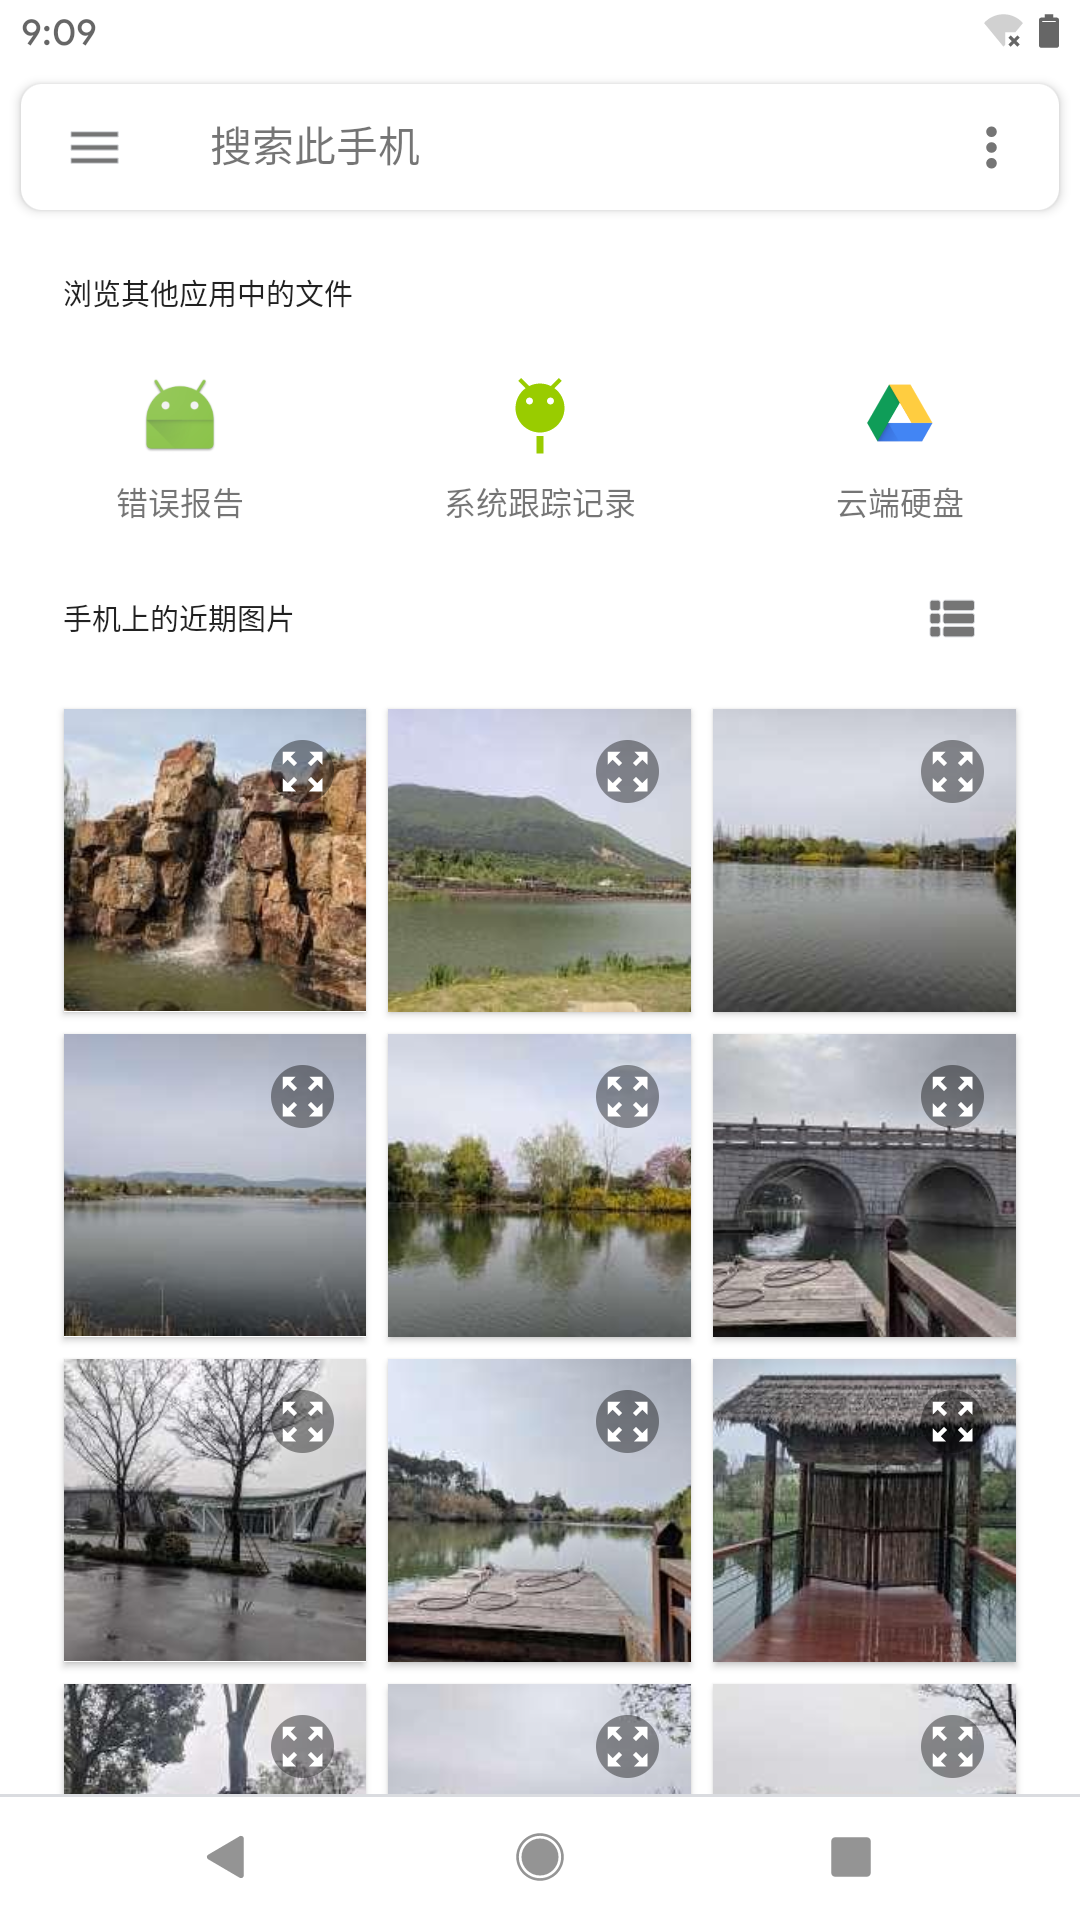 9:09
搜索此手机
浏览其他应用中的文件
错误报告
系统跟踪记录
云端硬盘
手机上的近期图片